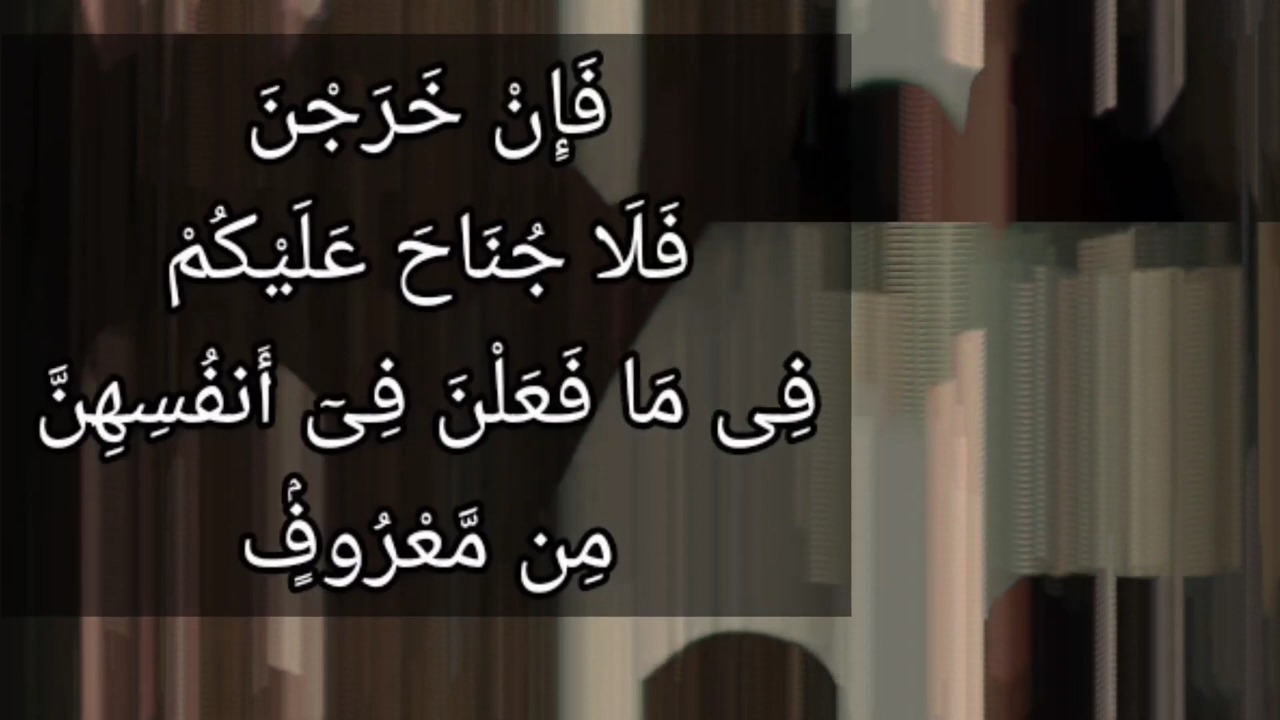 فَإِنْ خَرَجْنَ
فَلَا جُنَاحَ عَلَيْكُمْ
فِى مَا فَعَلْنَ فِىٓ أَنفُسِهِنَّ
مِن مَّعْرُوفٍۢ